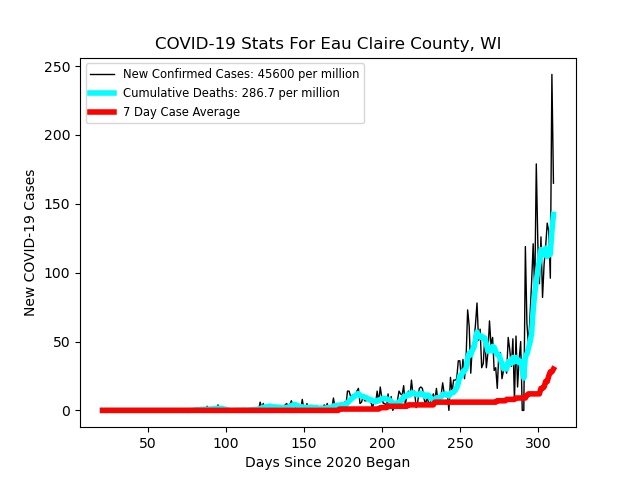 COVID-19 Stats For Eau Claire County, WI
New Confirmed Cases: 45600 per million
Cumulative Deaths: 286.7 per million
7 Day Case Average
New COVID-19 Cases
250
200
150
100
50
0
50 100 150 200 250 300
Days Since 2020 Began